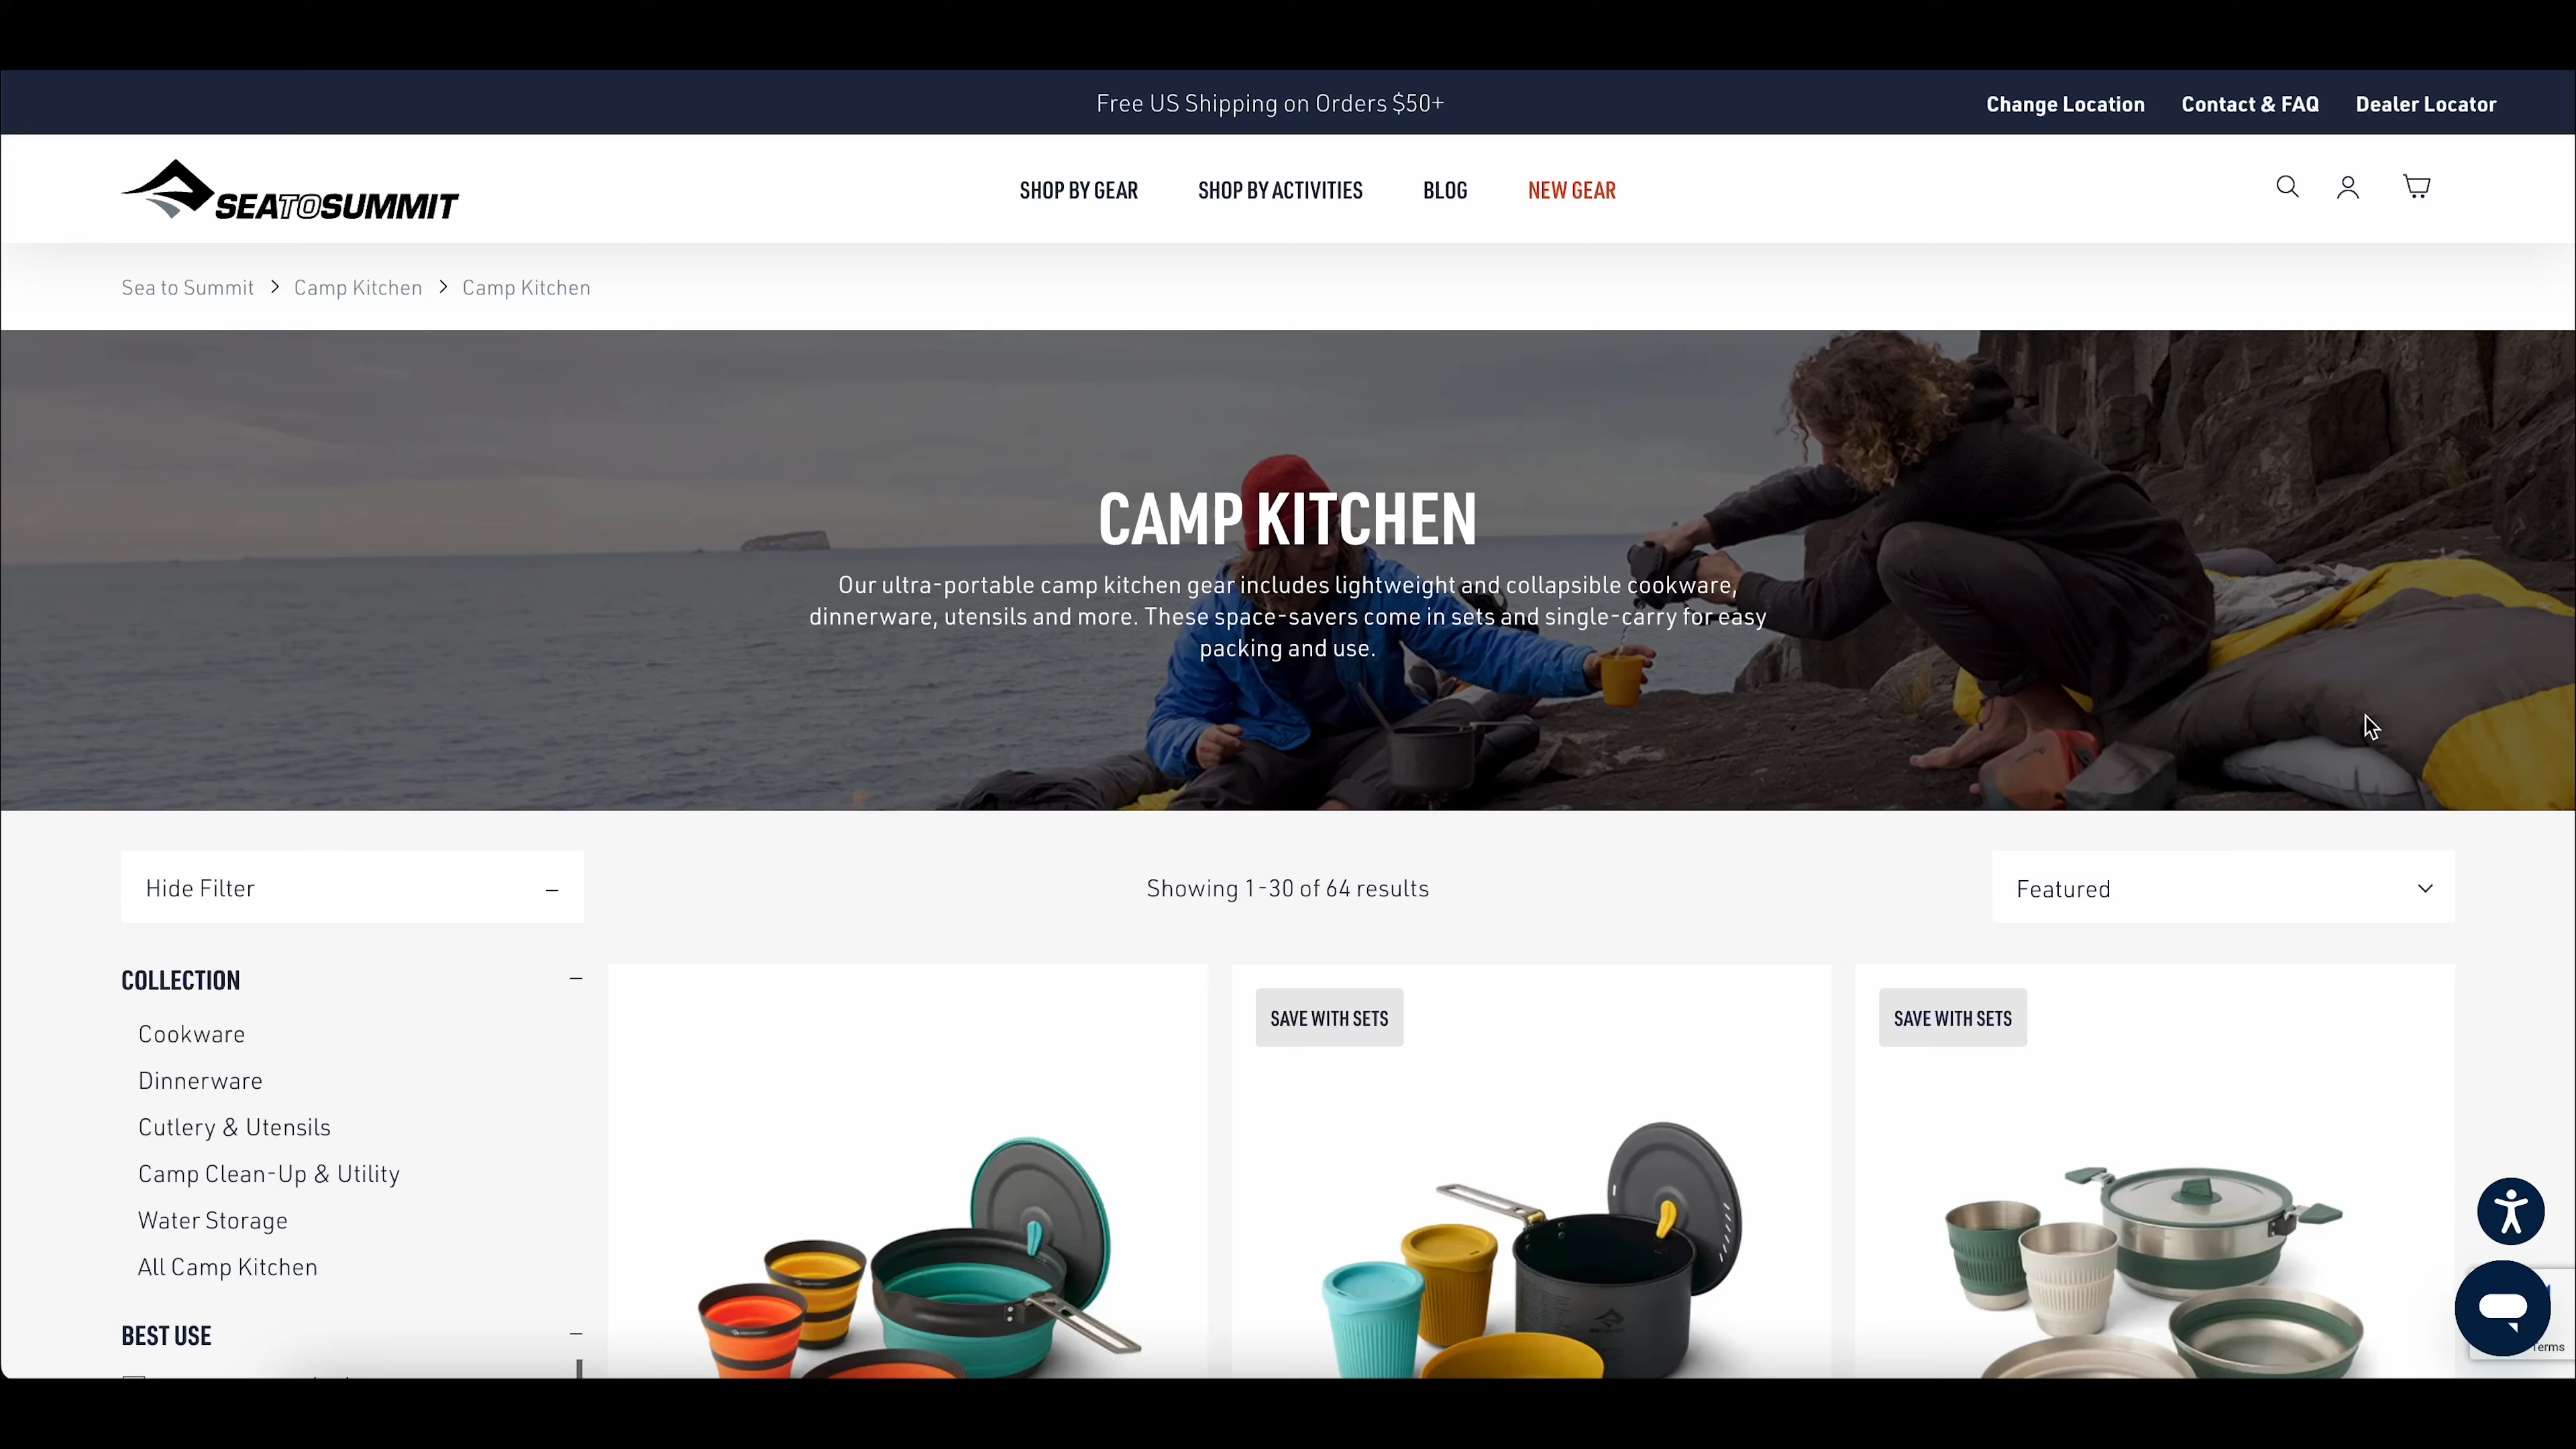 Free US Shipping on Orders $50+
Change Location
Contact & FAQ
Dealer Locator
SEATOSUMMIT
SHOP BY GEAR
SHOP BY ACTIVITIES
BLOG
NEW GEAR
Sea to Summit > Camp Kitchen > Camp Kitchen
CAMP KITCHEN
Our ultra-portable camp kitchen gear includes lightweight and collapsible cookware,
dinnerware, utensils and more. These space-savers come in sets and single-carry for easy
packing and use.
Hide Filter
Showing 1-30 of 64 results
Featured
COLLECTION
Cookware
Dinnerware
Cutlery & Utensils
Camp Clean-Up & Utility
Water Storage
All Camp Kitchen
BEST USE
SAVE WITH SETS
SAVE WITH SETS
Terms